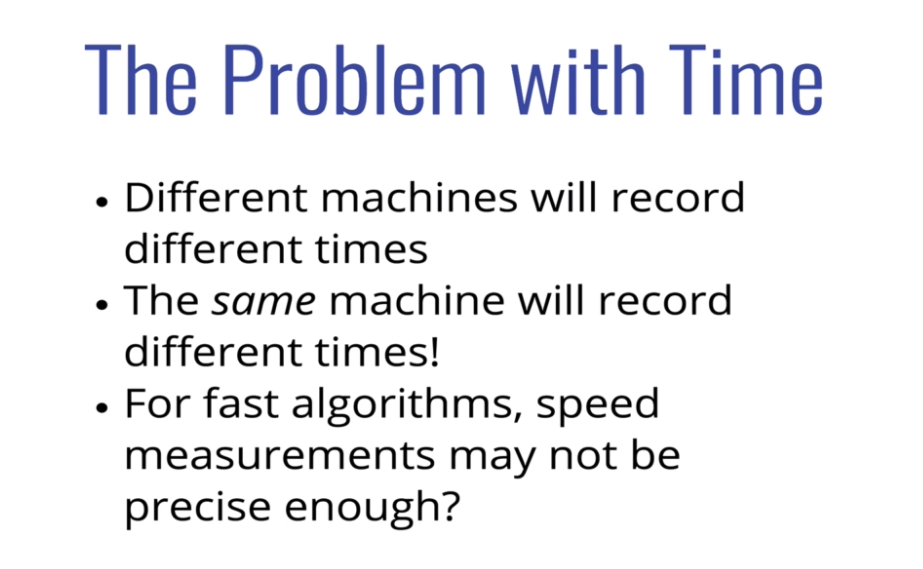 The Problem with Time
• Different machines will record
different times
• The same machine will record
different times!
• For fast algorithms, speed
measurements may not be
precise enough?